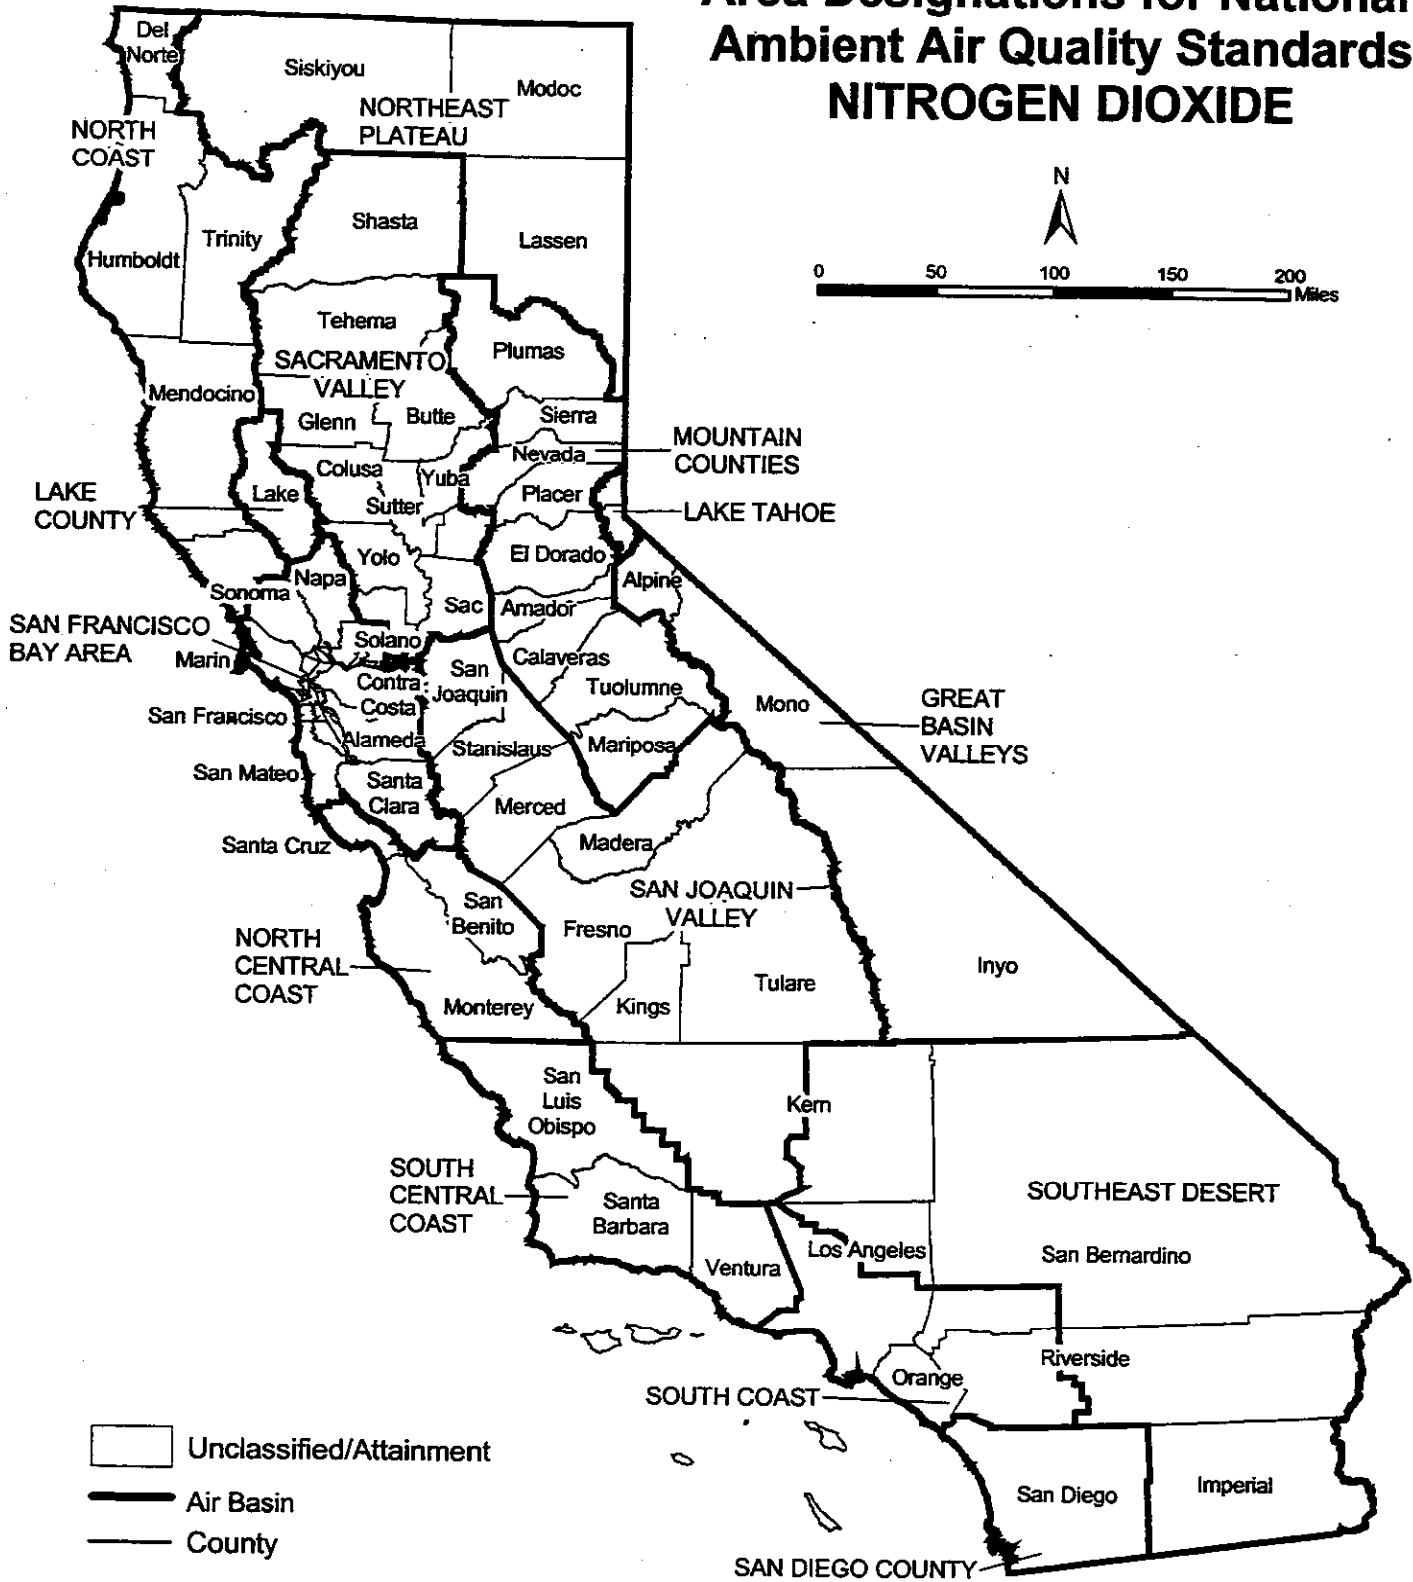 Area Designations for National
Ambient Air Quality Standards
NITROGEN DIOXIDE
N
0 50 100 150 200
Miles
Del
Norte
Siskiyou
Modoc
NORTHEAST
PLATEAU
NORTH
COAST
Shasta
Trinity
Lassen
Humboldt
Tehema
Plumas
SACRAMENTO
VALLEY
Mendocino
Glenn
Butte
Sierra
MOUNTAIN
COUNTIES
Nevada
Colusa
Yuba
LAKE
COUNTY
Lake
Sutter
Placer
LAKE TAHOE
Yolo
El Dorado
Napa
Alpine
Sonoma
Sac
Amador
SAN FRANCISCO
BAY AREA
Solano
Marin
Calaveras
San
Joaquin
Contra
Costa
Tuolumne
Mono
GREAT
BASIN
VALLEYS
San Francisco
Alameda
Stanislaus
Mariposa
San Mateo
Santa
Clara
Merced
Santa Cruz
Madera
SAN JOAQUIN
VALLEY
San
Benito
Fresno
NORTH
CENTRAL
COAST
Inyo
Tulare
Monterey
Kings
San
Luis
Obispo
Kern
SOUTH
CENTRAL
COAST
Santa
Barbara
SOUTHEAST DESERT
Los Angeles
San Bernardino
Ventura
Riverside
Orange
SOUTH COAST
San Diego
Imperial
SAN DIEGO COUNTY
Unclassified/Attainment
Air Basin
County